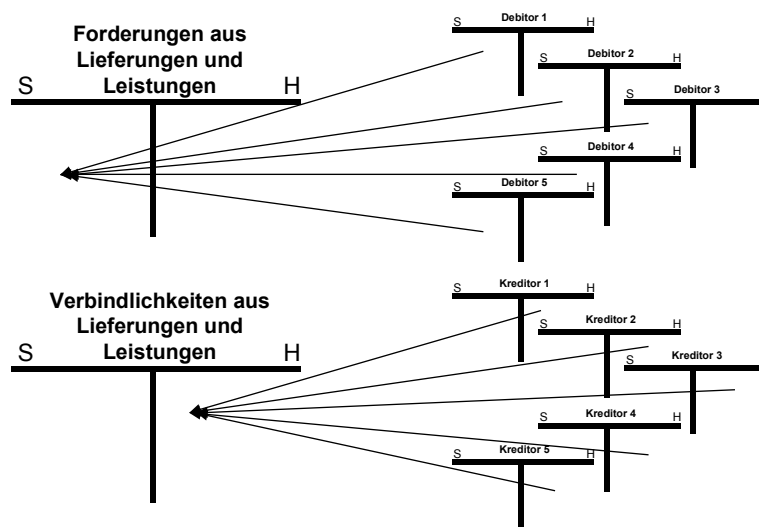 Forderungen aus
Lieferungen und
Leistungen
S H
S Debitor 1 H
S Debitor 2 H
S Debitor 3
S Debitor 4 H
S Debitor 5 H
Verbindlichkeiten aus
Lieferungen und
Leistungen
S H
S Kreditor 1 H
S Kreditor 2 H
S Kreditor 3
S Kreditor 4 H
S Kreditor 5 H